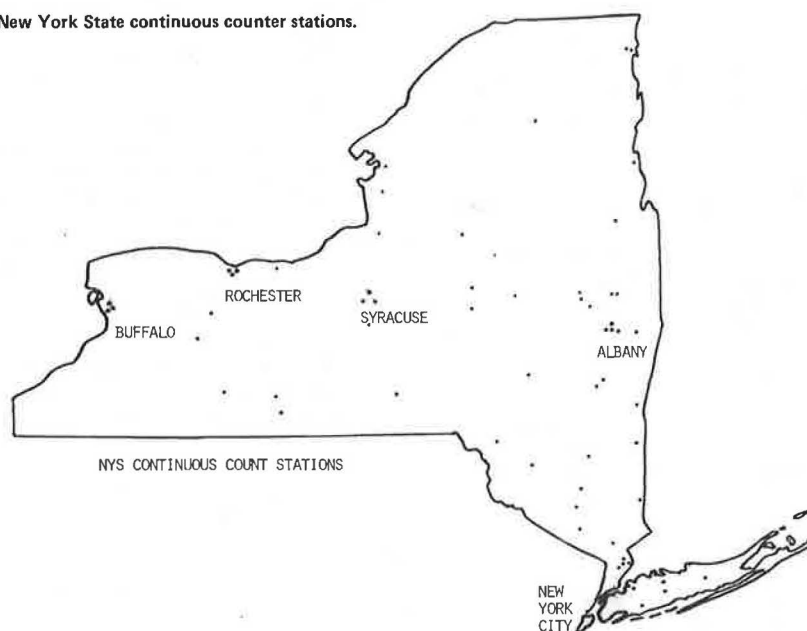 New York State continuous counter stations.
ROCHESTER
BUFFALO
SYRACUSE
ALBANY
NYS CONTINUOUS COUNT STATIONS
NEW
YORK
CITY